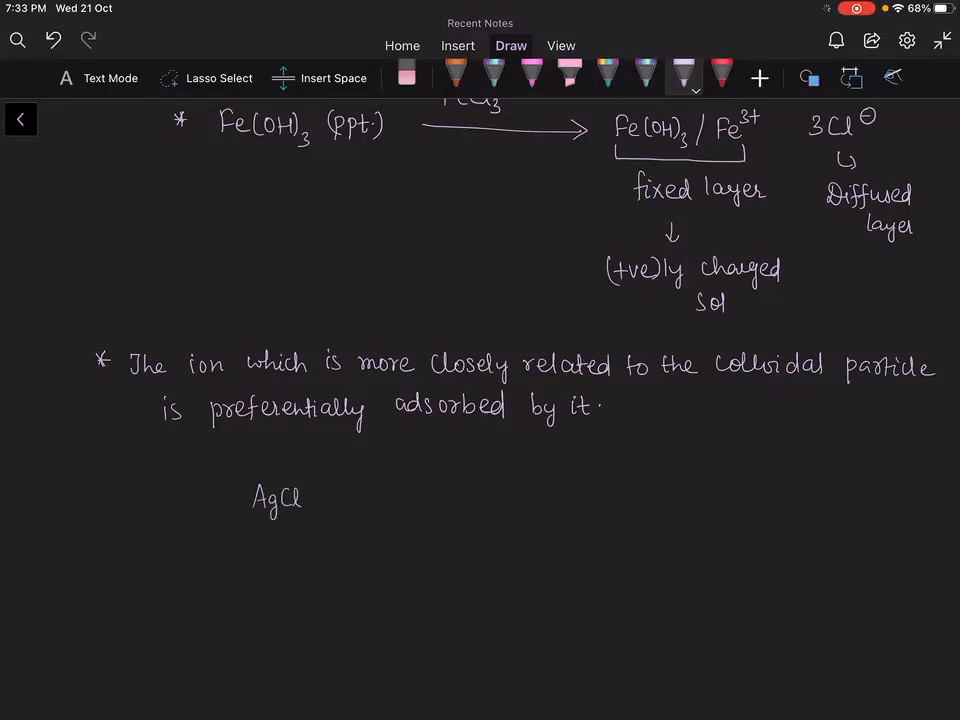 7:33 PM Wed 21 Oct 68%
Recent Notes
Home Insert Draw View
A Text Mode Lasso Select Insert Space
* Fe(OH)3 (ppt.) FeCl3 → Fe(OH)3 / Fe3+ 3Cl⊖
fixed layer
Diffused
layer
↓
(+ve)ly charged
sol
* The ion which is more closely related to the colloidal particle
is preferentially adsorbed by it.
AgCl